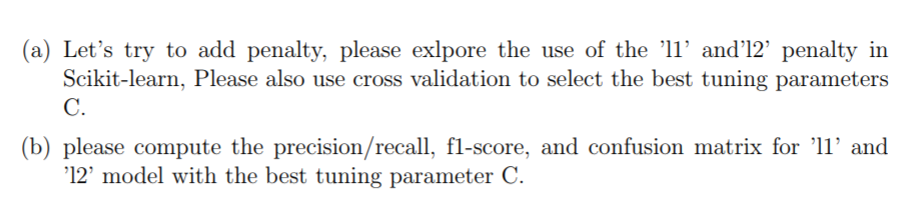 (a) Let's try to add penalty, please exlpore the use of the 'l1' and'l2' penalty in
Scikit-learn, Please also use cross validation to select the best tuning parameters
C.
(b) please compute the precision/recall, f1-score, and confusion matrix for 'l1' and
'l2' model with the best tuning parameter C.